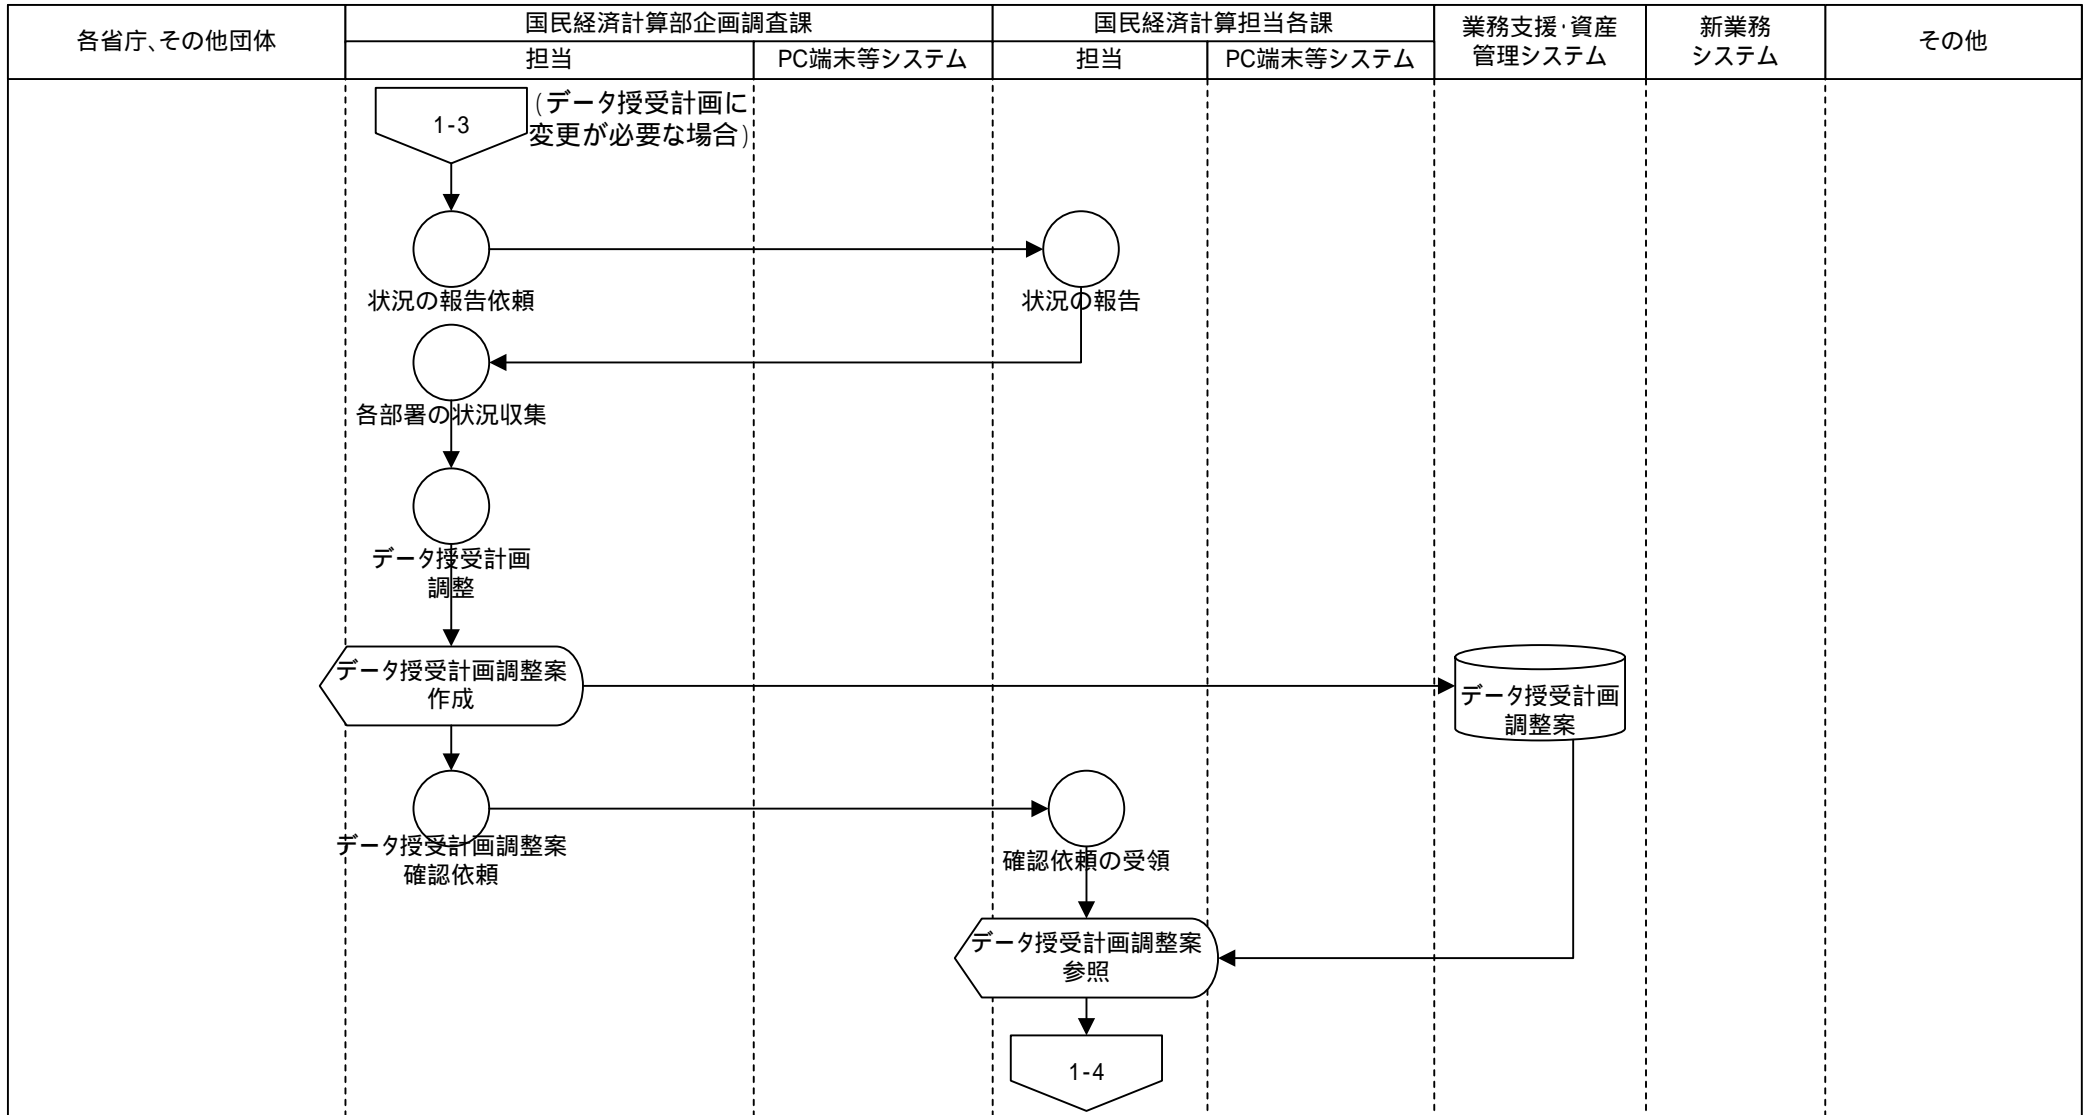 各省庁、その他団体
国民経済計算部企画調査課
担当
PC端末等システム
国民経済計算担当各課
担当
PC端末等システム
業務支援・資産
管理システム
新業務
システム
その他
1-3
(データ授受計画に
変更が必要な場合)
状況の報告依頼
状況の報告
各部署の状況収集
データ授受計画
調整
データ授受計画調整案
作成
データ授受計画
調整案
データ授受計画調整案
確認依頼
確認依頼の受領
データ授受計画調整案
参照
1-4